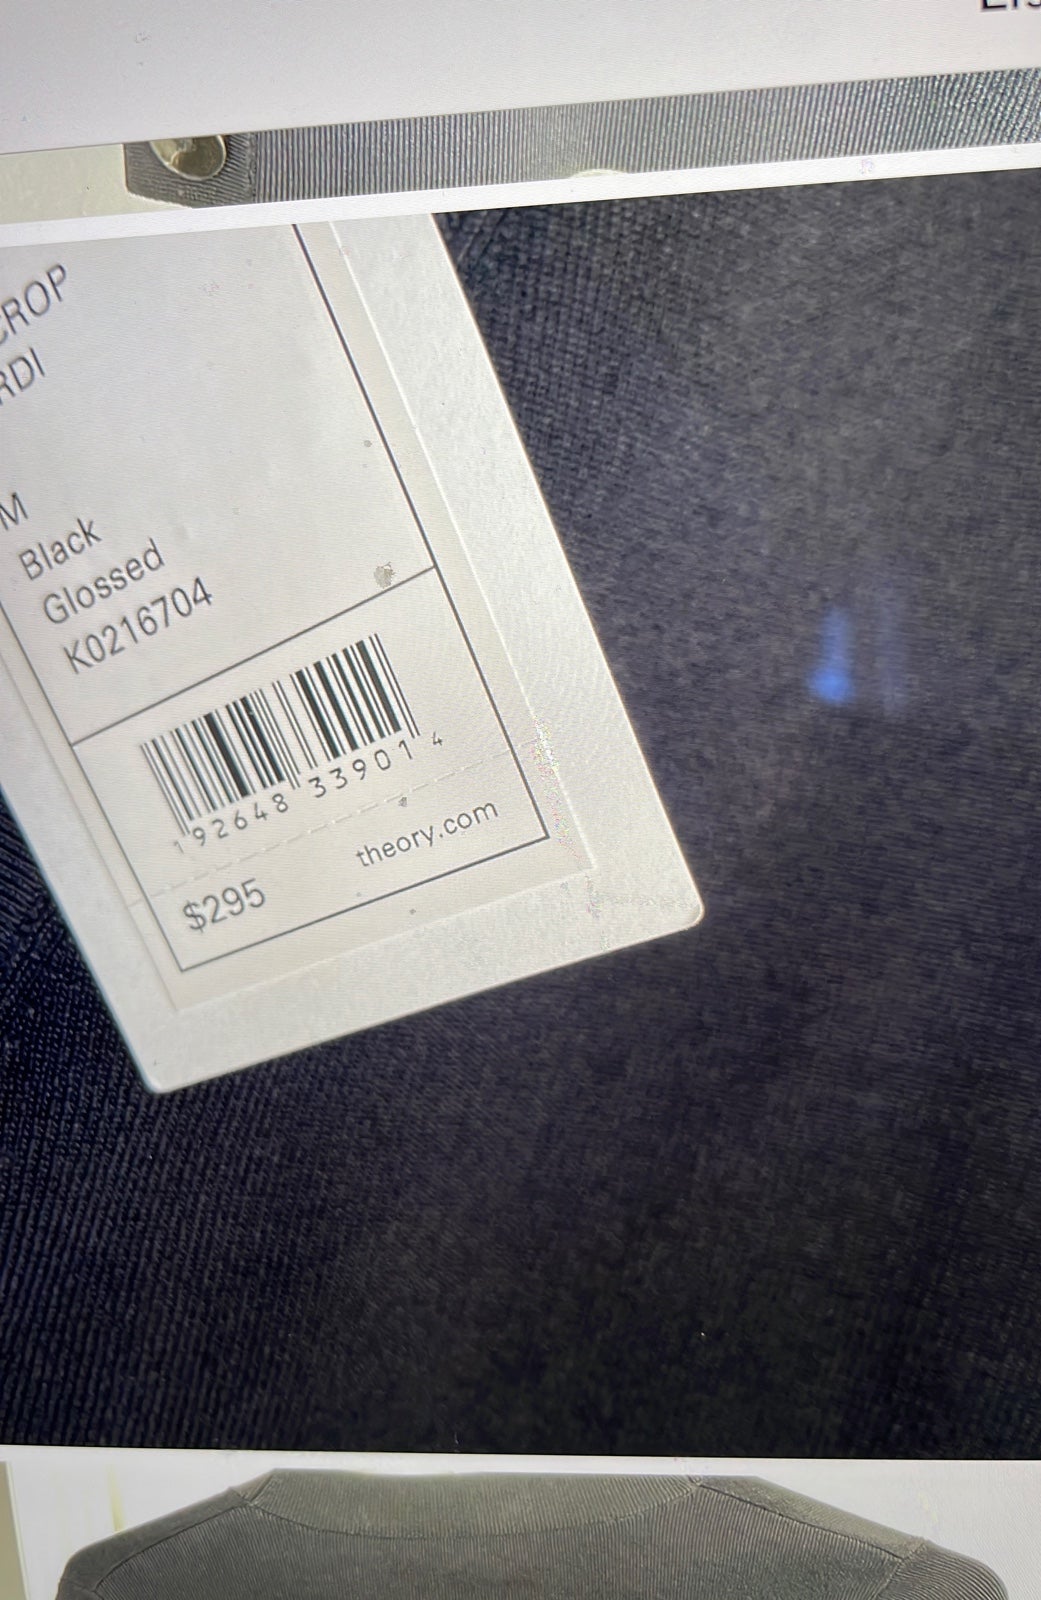 CROP
RDI
M
Black
Glossed
K0216704
1 92648 33901 4
theory.com
$295